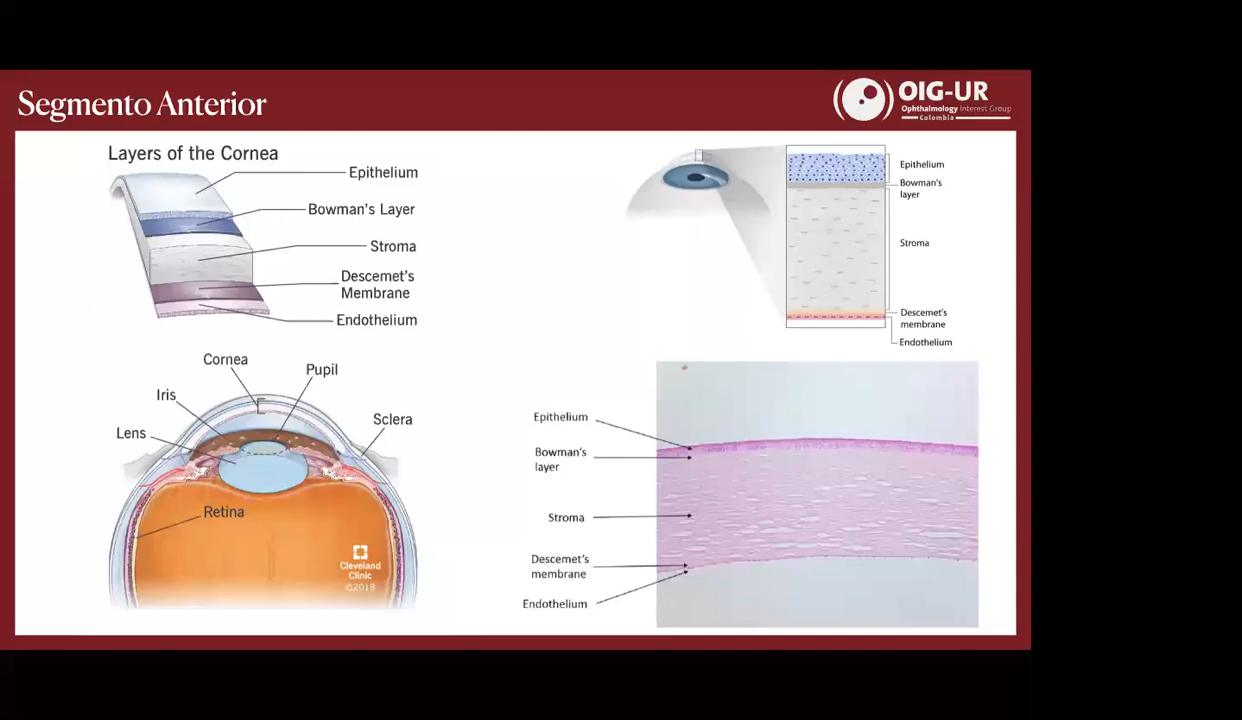 Segmento Anterior
OIG-UR
Ophthalmology Interest Group
Colombia
Layers of the Cornea
Epithelium
Bowman's Layer
Stroma
Descemet's
Membrane
Endothelium
Epithelium
Bowman's
layer
Stroma
Descemet's
membrane
Endothelium
Cornea
Pupil
Iris
Sclera
Lens
Retina
Cleveland
Clinic
©2018
Epithelium
Bowman's
layer
Stroma
Descemet's
membrane
Endothelium